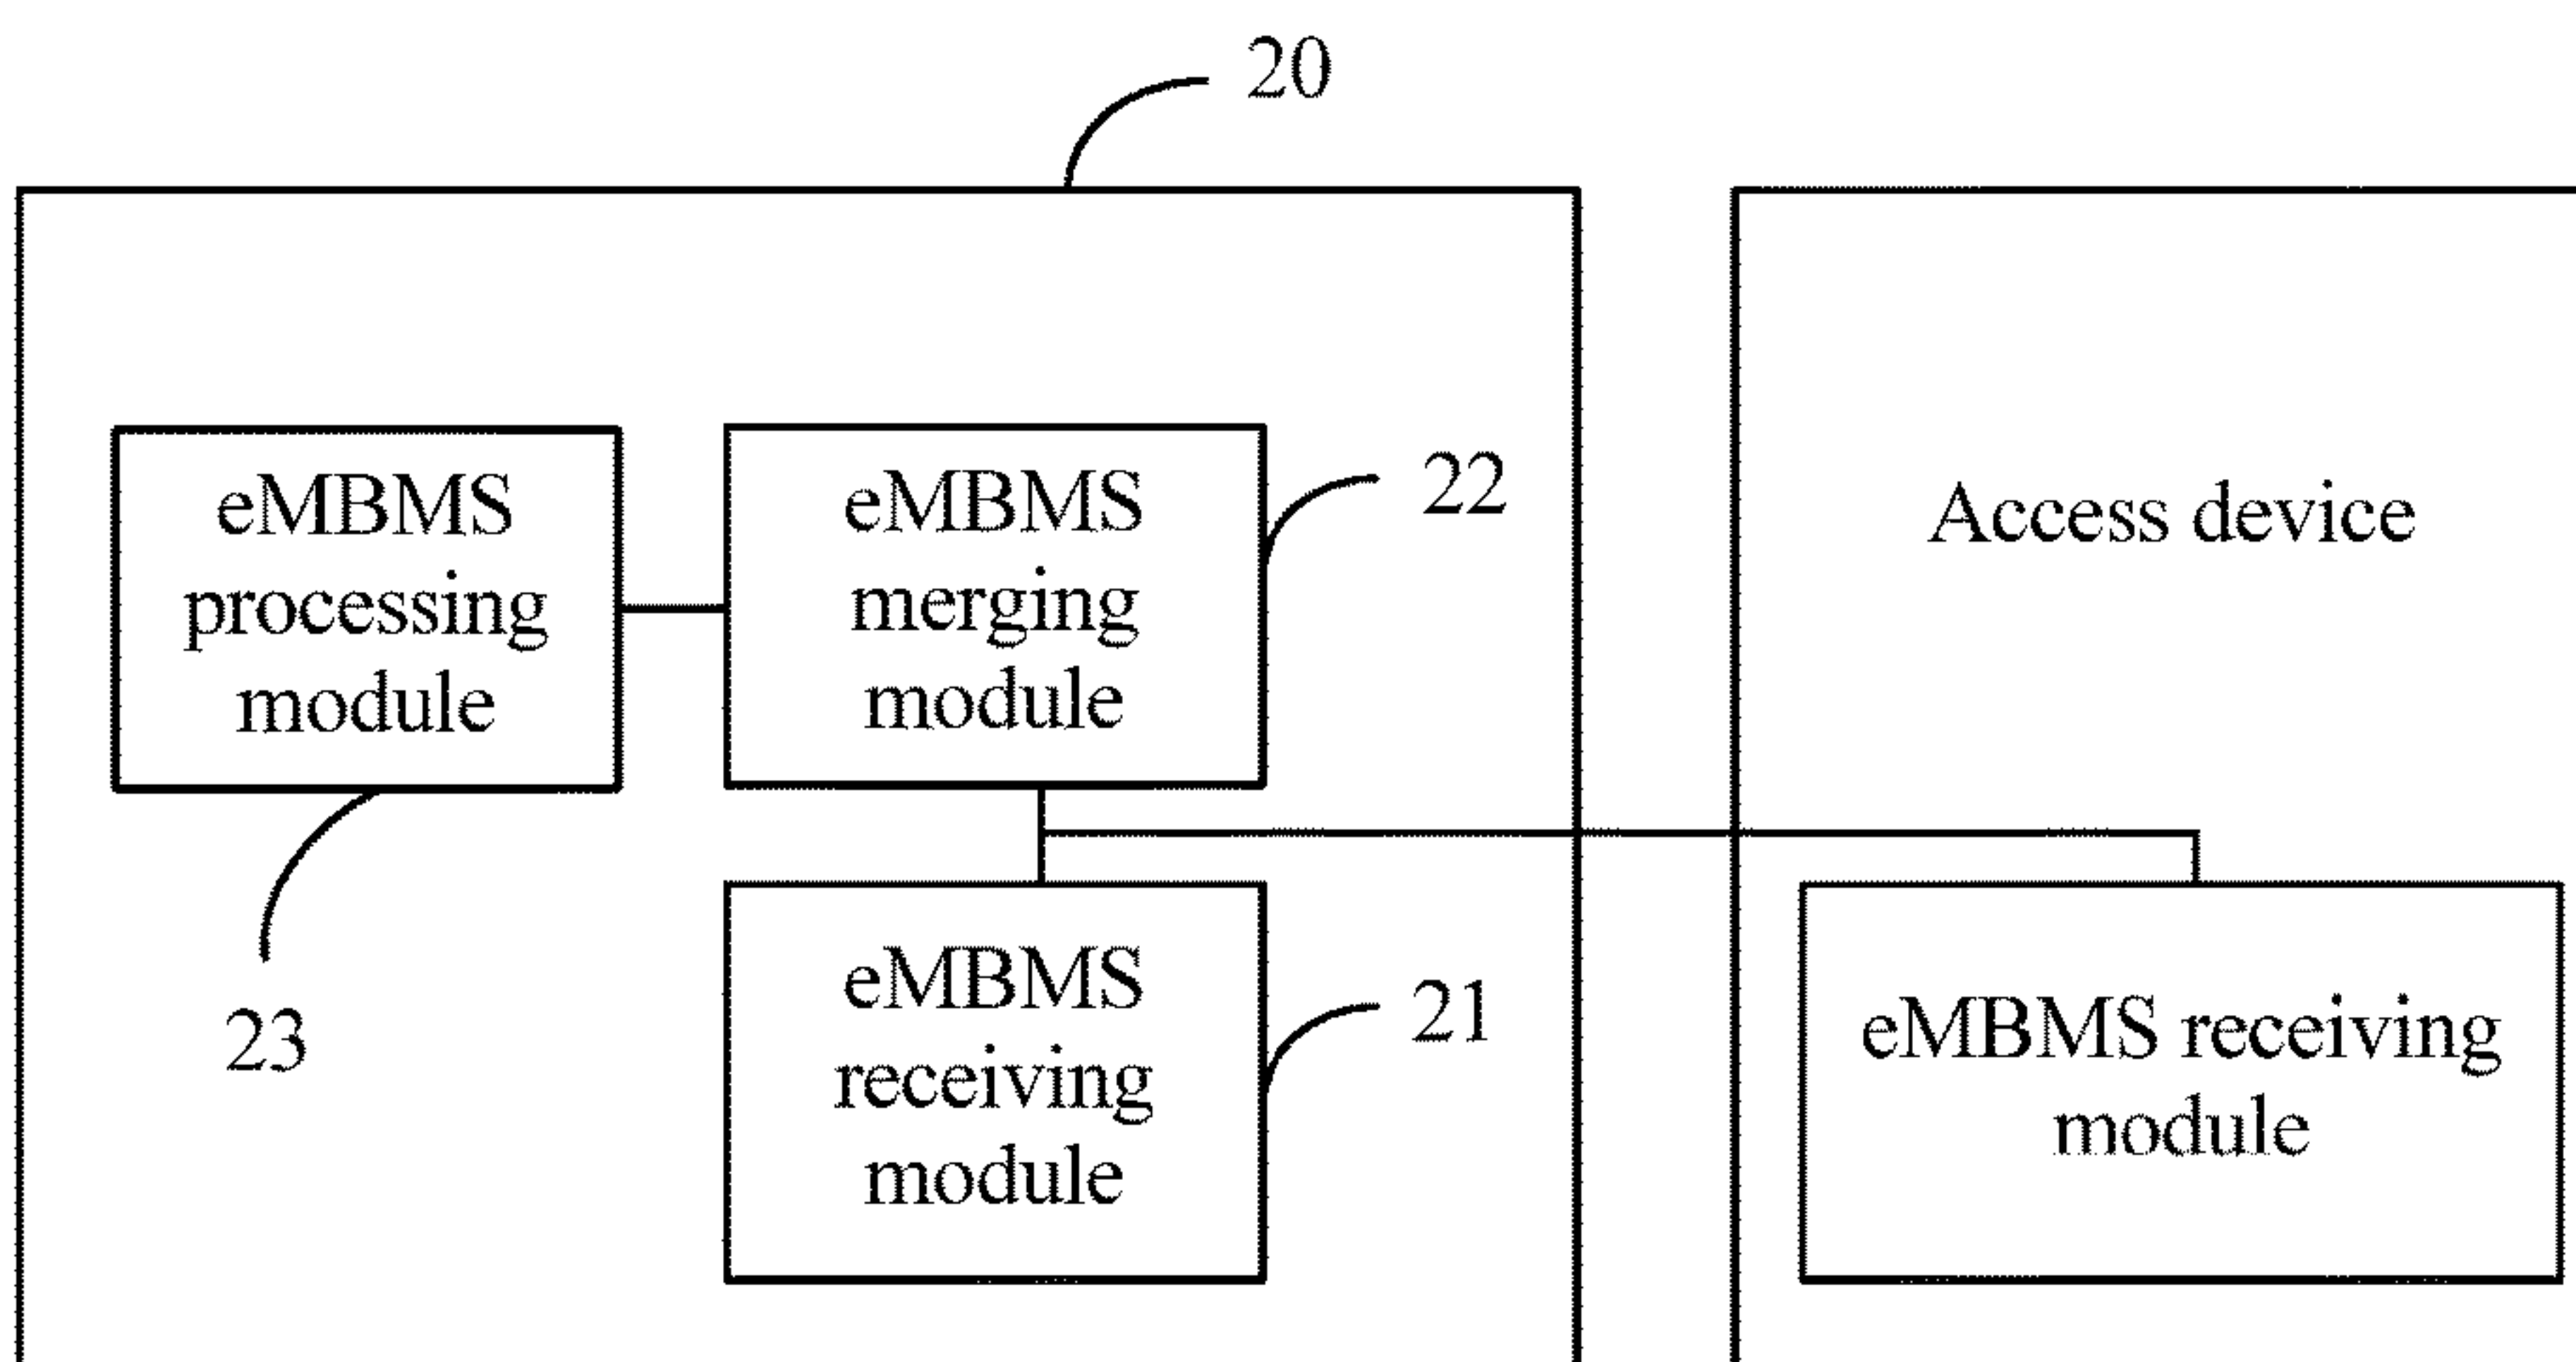 20
eMBMS
processing
module
eMBMS
merging
module
22
Access device
23
eMBMS
receiving
module
21
eMBMS receiving
module